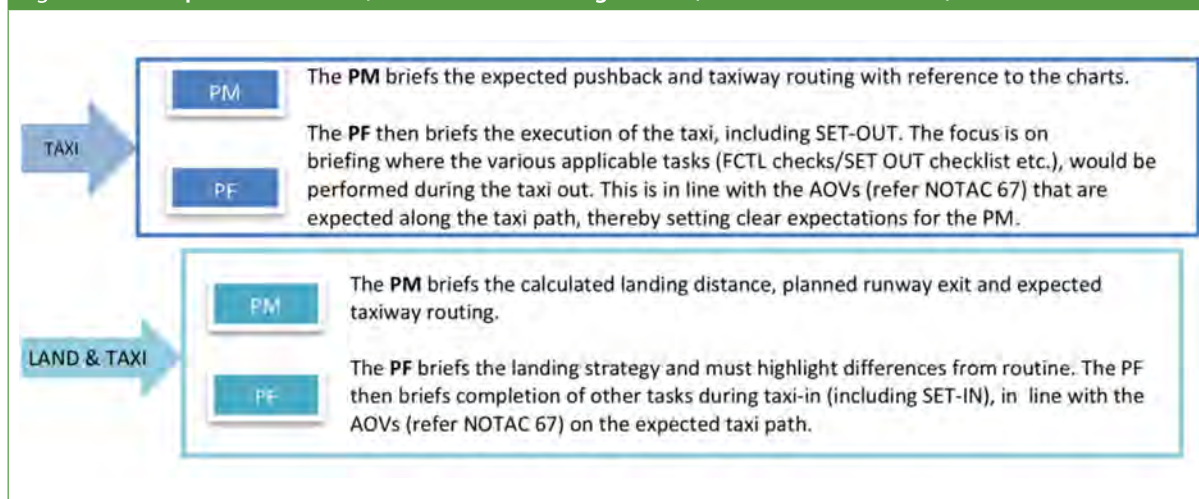 TAXI
PM
The PM briefs the expected pushback and taxiway routing with reference to the charts.
PF
The PF then briefs the execution of the taxi, including SET-OUT. The focus is on
briefing where the various applicable tasks (FCTL checks/SET OUT checklist etc.), would be
performed during the taxi out. This is in line with the AOVs (refer NOTAC 67) that are
expected along the taxi path, thereby setting clear expectations for the PM.
LAND & TAXI
PM
The PM briefs the calculated landing distance, planned runway exit and expected
taxiway routing.
PF
The PF briefs the landing strategy and must highlight differences from routine. The PF
then briefs completion of other tasks during taxi-in (including SET-IN), in line with the
AOVs (refer NOTAC 67) on the expected taxi path.